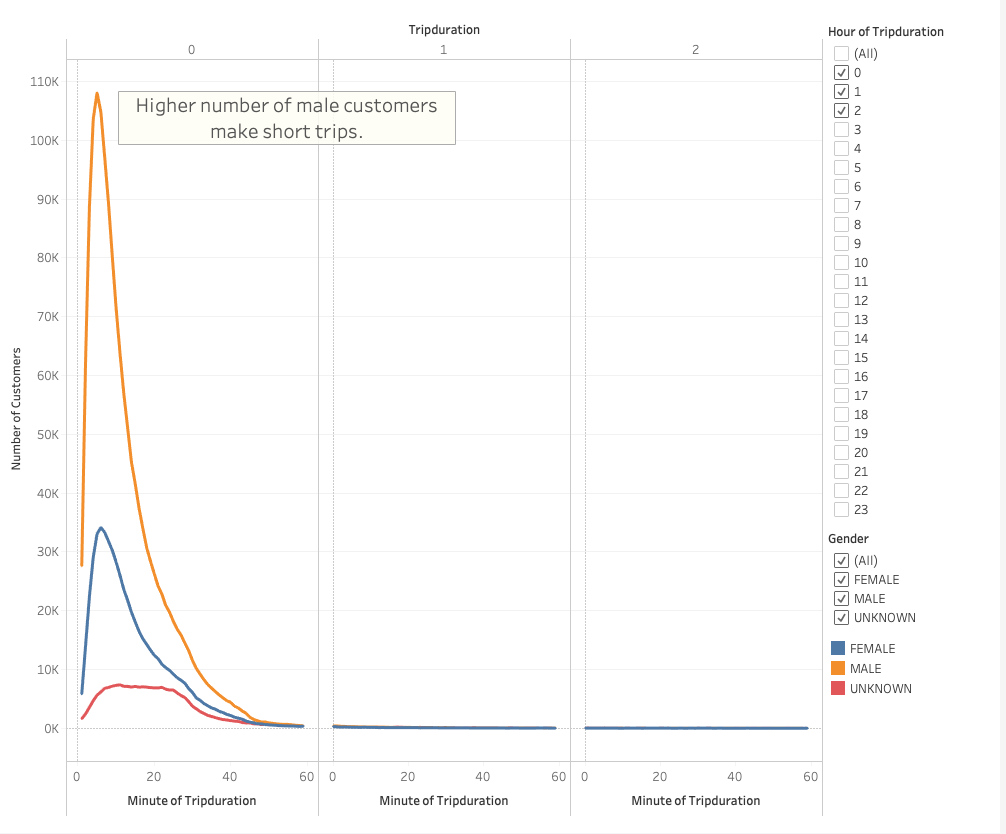 Tripduration
0
1
2
Higher number of male customers
make short trips.
Number of Customers
110K
100K
90K
80K
70K
60K
50K
40K
30K
20K
10K
0K
0 20 40 60
0 20 40 60
0 20 40 60
Minute of Tripduration
Minute of Tripduration
Minute of Tripduration
Hour of Tripduration
(All)
0
1
2
3
4
5
6
7
8
9
10
11
12
13
14
15
16
17
18
19
20
21
22
23
Gender
(All)
FEMALE
MALE
UNKNOWN
FEMALE
MALE
UNKNOWN